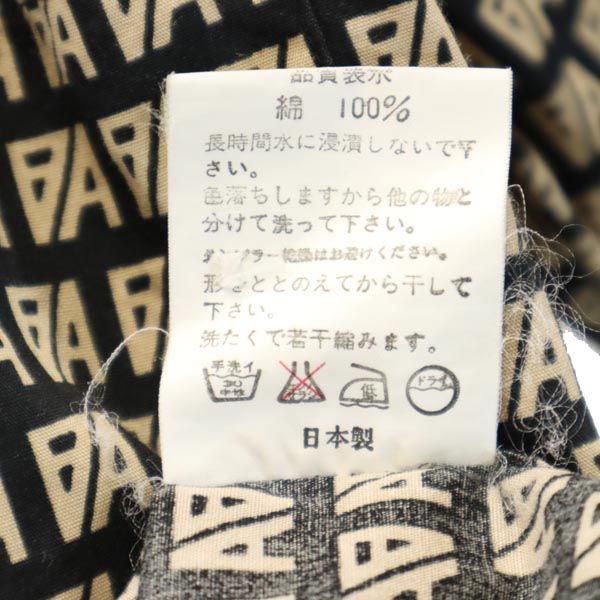 品質表示
綿 100%
長時間水に浸漬しないで下
さい。
色落ちしますから他の物と
分けて洗って下さい。
タンブラー乾燥はお避けください。
形をととのえてから干して
下さい。
洗たくで若干縮みます。
手洗イ 30 中性 エンソ 低 ドライ
日本製